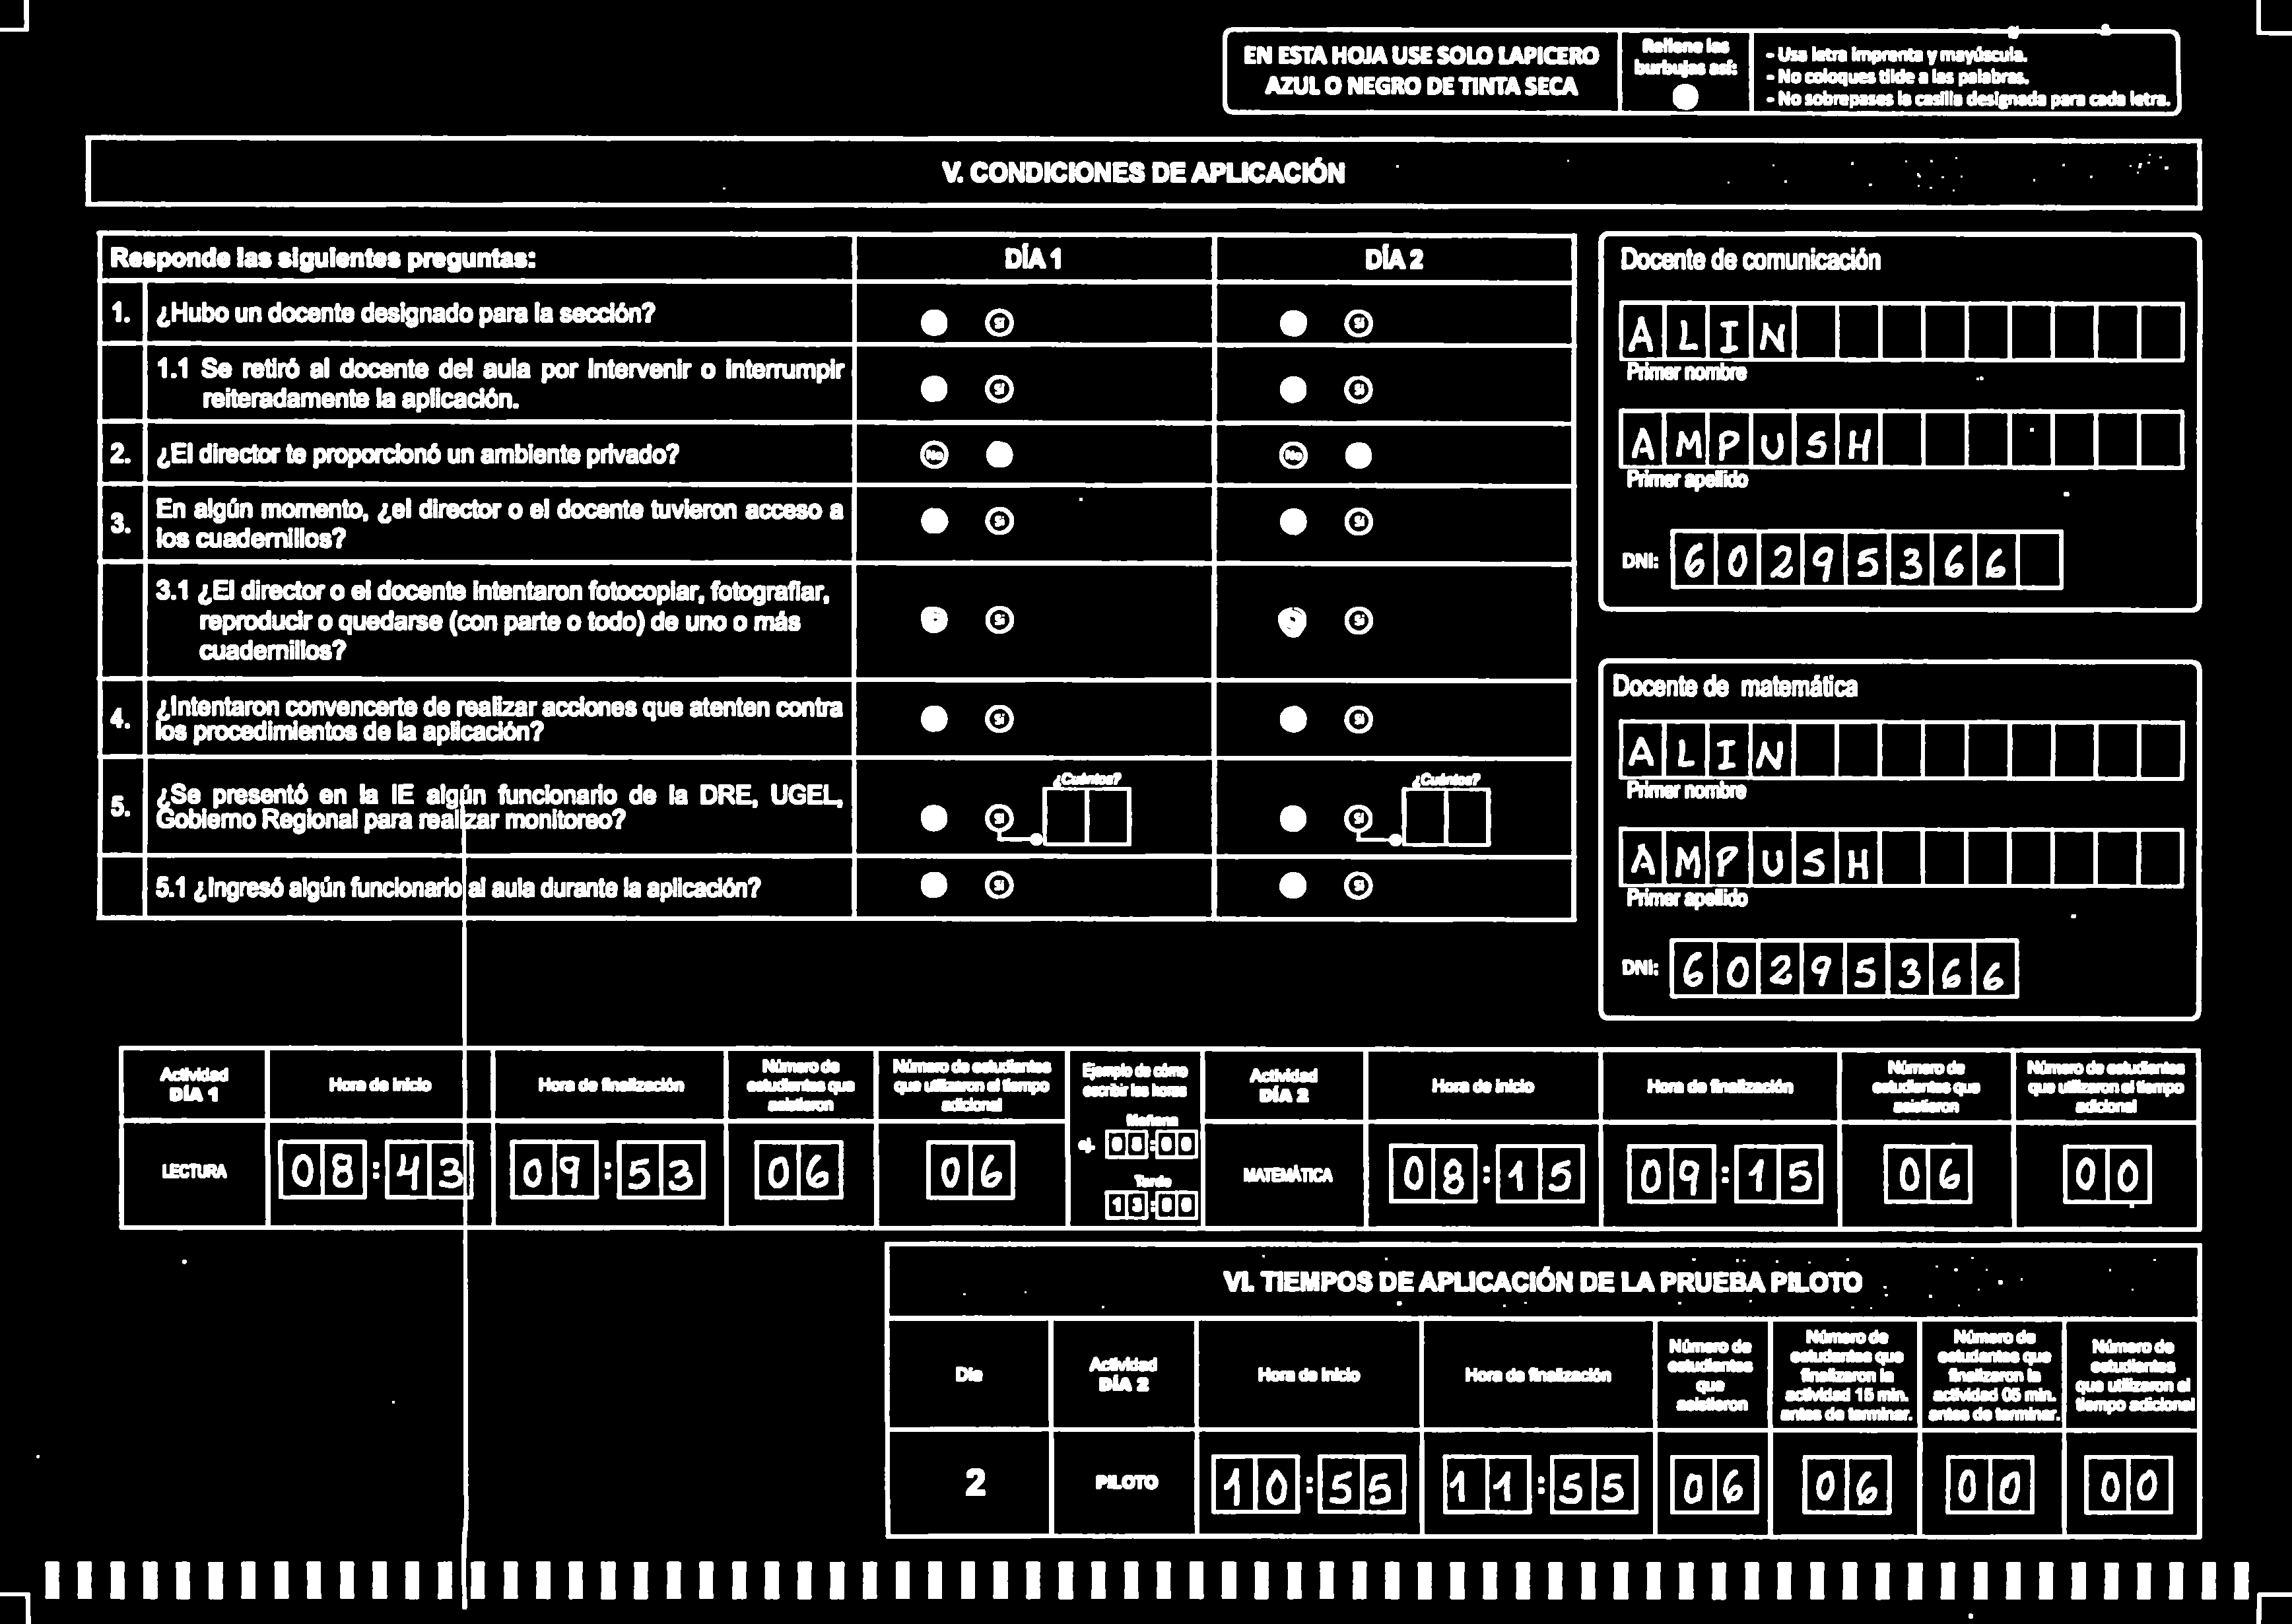 EN ESTA HOJA USE SOLO LAPICERO
AZUL O NEGRO DE TINTA SECA
Rellene las
burbujas así:
- Usa letra imprenta y mayúscula.
- No coloques tilde a las palabras.
- No sobrepases la casilla designada para cada letra.
V. CONDICIONES DE APLICACIÓN
Responde las siguientes preguntas: DÍA 1 DÍA 2
1. ¿Hubo un docente designado para la sección? Sí Sí
1.1 Se retiró al docente del aula por intervenir o interrumpir
reiteradamente la aplicación. Sí Sí
2. ¿El director te proporcionó un ambiente privado? No No
3. En algún momento, ¿el director o el docente tuvieron acceso a
los cuadernillos? Sí Sí
3.1 ¿El director o el docente intentaron fotocopiar, fotografiar,
reproducir o quedarse (con parte o todo) de uno o más
cuadernillos? Sí Sí
4. ¿Intentaron convencerte de realizar acciones que atenten contra
los procedimientos de la aplicación? Sí Sí
5. ¿Se presentó en la IE algún funcionario de la DRE, UGEL,
Gobierno Regional para realizar monitoreo? Sí ¿Cuántos? Sí ¿Cuántos?
5.1 ¿Ingresó algún funcionario al aula durante la aplicación? Sí Sí
Docente de comunicación
ALIN
Primer nombre
AMPUSH
Primer apellido
DNI: 60295366
Docente de matemática
ALIN
Primer nombre
AMPUSH
Primer apellido
DNI: 60295366
Actividad
DÍA 1
Hora de inicio
Hora de finalización
Número de
estudiantes que
asistieron
Número de estudiantes
que utilizaron el tiempo
adicional
Ejemplo de cómo
escribir las horas
Mañana
ej. 08:00
Tarde
13:00
Actividad
DÍA 2
Hora de inicio
Hora de finalización
Número de
estudiantes que
asistieron
Número de estudiantes
que utilizaron el tiempo
adicional
LECTURA 08:43 09:53 06 06
MATEMÁTICA 08:15 09:15 06 00
VI. TIEMPOS DE APLICACIÓN DE LA PRUEBA PILOTO
Día
Actividad
DÍA 2
Hora de inicio
Hora de finalización
Número de
estudiantes
que
asistieron
Número de
estudiantes que
finalizaron la
actividad 15 min.
antes de terminar.
Número de
estudiantes que
finalizaron la
actividad 05 min.
antes de terminar.
Número de
estudiantes
que utilizaron el
tiempo adicional
2 PILOTO 10:55 11:55 06 06 00 00